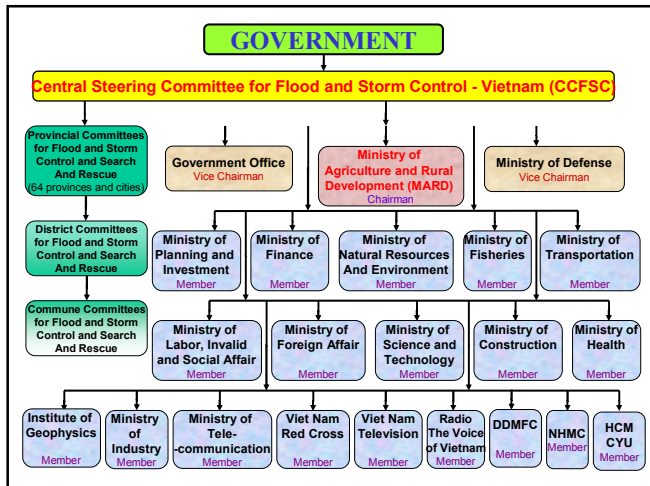 GOVERNMENT
Central Steering Committee for Flood and Storm Control - Vietnam (CCFSC)
Provincial Committees
for Flood and Storm
Control and Search And
Rescue
(64 provinces and cities)
Government Office
Vice Chairman
Ministry of
Agriculture and Rural
Development (MARD)
Chairman
Ministry of Defense
Vice Chairman
District Committees
for Flood and Storm
Control and Search
And Rescue
Ministry of
Planning and
Investment
Member
Ministry of
Finance
Member
Ministry of
Natural Resources
And Environment
Member
Ministry of
Fisheries
Member
Ministry of
Transportation
Member
Commune Committees
for Flood and Storm
Control and Search
And Rescue
Ministry of
Labor, Invalid
and Social Affair
Member
Ministry of
Foreign Affair
Member
Ministry of
Science and
Technology
Member
Ministry of
Construction
Member
Ministry of
Health
Member
Institute of
Geophysics
Member
Ministry of
Industry
Member
Ministry of
Tele-
-communication
Member
Viet Nam
Red Cross
Member
Viet Nam
Television
Member
Radio
The Voice
of Vietnam
Member
DDMFC
Member
NHMC
Member
HCM
CYU
Member